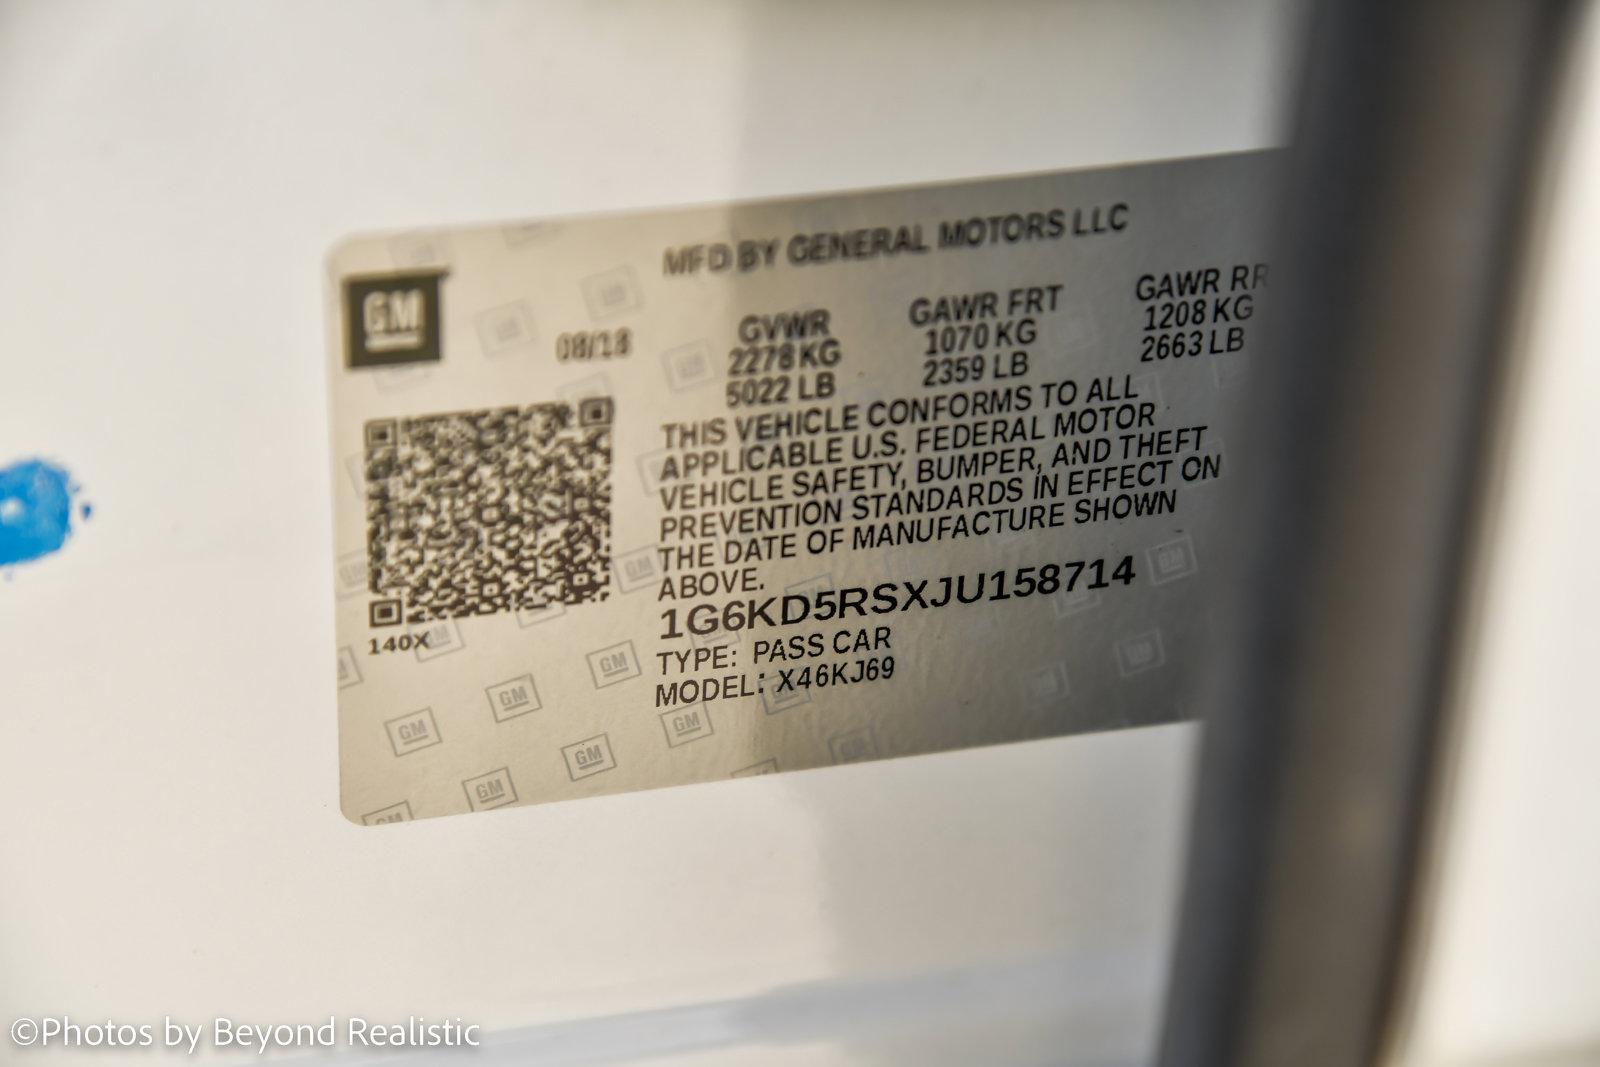 MFD BY GENERAL MOTORS LLC
GM
08/18
GVWR GAWR FRT GAWR RR
2278 KG 1070 KG 1208 KG
5022 LB 2359 LB 2663 LB
THIS VEHICLE CONFORMS TO ALL
APPLICABLE U.S. FEDERAL MOTOR
VEHICLE SAFETY, BUMPER, AND THEFT
PREVENTION STANDARDS IN EFFECT ON
THE DATE OF MANUFACTURE SHOWN
ABOVE.
1G6KD5RSXJU158714
140X
TYPE: PASS CAR
MODEL: X46KJ69
©Photos by Beyond Realistic